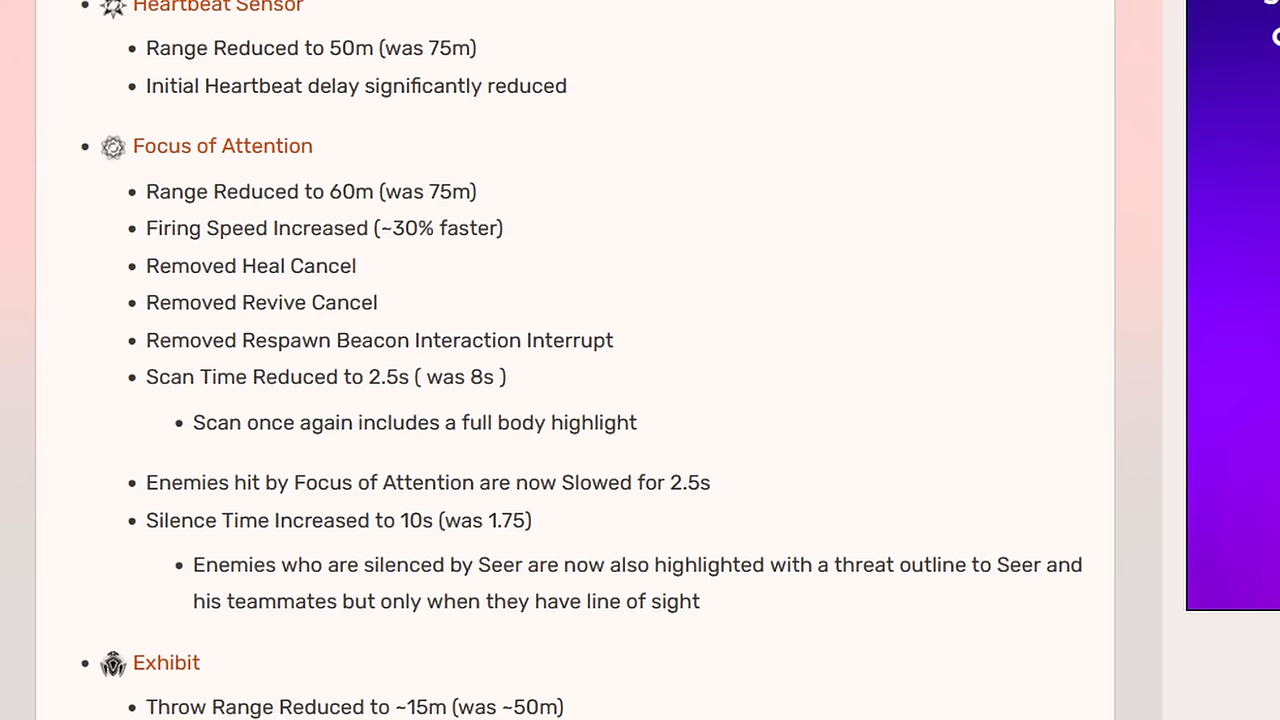 Heartbeat Sensor
Range Reduced to 50m (was 75m)
Initial Heartbeat delay significantly reduced
Focus of Attention
Range Reduced to 60m (was 75m)
Firing Speed Increased (~30% faster)
Removed Heal Cancel
Removed Revive Cancel
Removed Respawn Beacon Interaction Interrupt
Scan Time Reduced to 2.5s ( was 8s )
Scan once again includes a full body highlight
Enemies hit by Focus of Attention are now Slowed for 2.5s
Silence Time Increased to 10s (was 1.75)
Enemies who are silenced by Seer are now also highlighted with a threat outline to Seer and
his teammates but only when they have line of sight
Exhibit
Throw Range Reduced to ~15m (was ~50m)